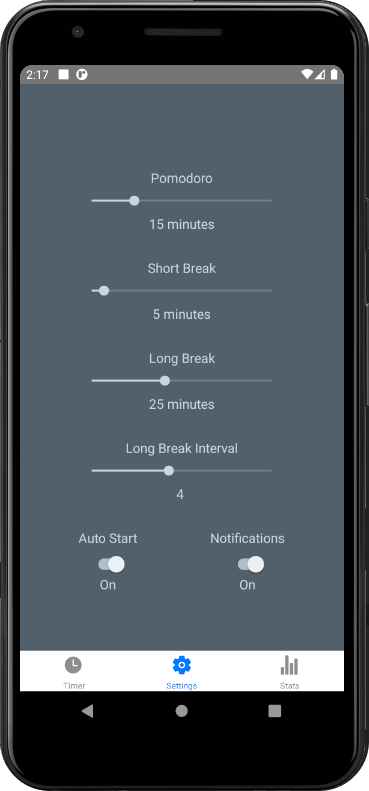 2:17
Pomodoro
15 minutes
Short Break
5 minutes
Long Break
25 minutes
Long Break Interval
4
Auto Start Notifications
On On
Timer Settings Stats